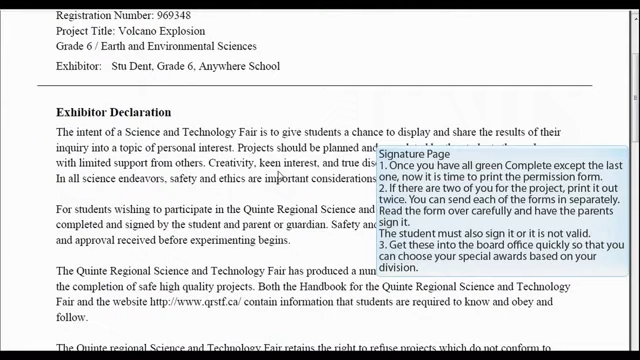 Registration Number: 969348
Project Title: Volcano Explosion
Grade 6 / Earth and Environmental Sciences
Exhibitor: Stu Dent, Grade 6, Anywhere School
Exhibitor Declaration
The intent of a Science and Technology Fair is to give students a chance to display and share the results of their
inquiry into a topic of personal interest. Projects should be planned and
with limited support from others. Creativity, keen interest, and true
In all science endeavors, safety and ethics are important considerations
For students wishing to participate in the Quinte Regional Science and
completed and signed by the student and parent or guardian. Safety and
and approval received before experimenting begins.
The Quinte Regional Science and Technology Fair has produced a
the completion of safe high quality projects. Both the Handbook for the Quinte Regional Science and Technology
Fair and the website http://www.qrstf.ca/ contain information that students are required to know and obey and
follow.
The Quinte regional Science and Technology Fair retains the right to refuse projects which do not conform to
Signature Page
1. Once you have all green Complete except the last
one, now it is time to print the permission form.
2. If there are two of you for the project, print it out
twice. You can send each of the forms in separately.
Read the form over carefully and have the parents
sign it.
The student must also sign it or it is not valid.
3. Get these into the board office quickly so that you
can choose your special awards based on your
division.